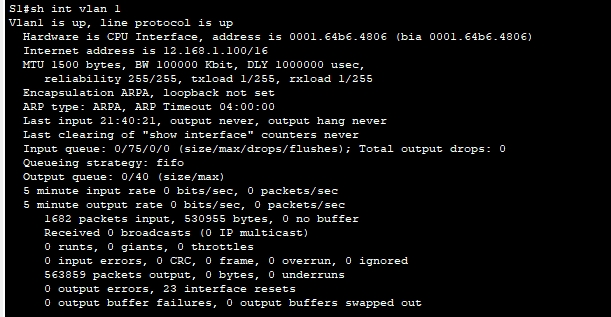 S1#sh int vlan 1
Vlan1 is up, line protocol is up
Hardware is CPU Interface, address is 0001.64b6.4806 (bia 0001.64b6.4806)
Internet address is 12.168.1.100/16
MTU 1500 bytes, BW 100000 Kbit, DLY 1000000 usec,
reliability 255/255, txload 1/255, rxload 1/255
Encapsulation ARPA, loopback not set
ARP type: ARPA, ARP Timeout 04:00:00
Last input 21:40:21, output never, output hang never
Last clearing of "show interface" counters never
Input queue: 0/75/0/0 (size/max/drops/flushes); Total output drops: 0
Queueing strategy: fifo
Output queue: 0/40 (size/max)
5 minute input rate 0 bits/sec, 0 packets/sec
5 minute output rate 0 bits/sec, 0 packets/sec
1682 packets input, 530955 bytes, 0 no buffer
Received 0 broadcasts (0 IP multicast)
0 runts, 0 giants, 0 throttles
0 input errors, 0 CRC, 0 frame, 0 overrun, 0 ignored
563859 packets output, 0 bytes, 0 underruns
0 output errors, 23 interface resets
0 output buffer failures, 0 output buffers swapped out